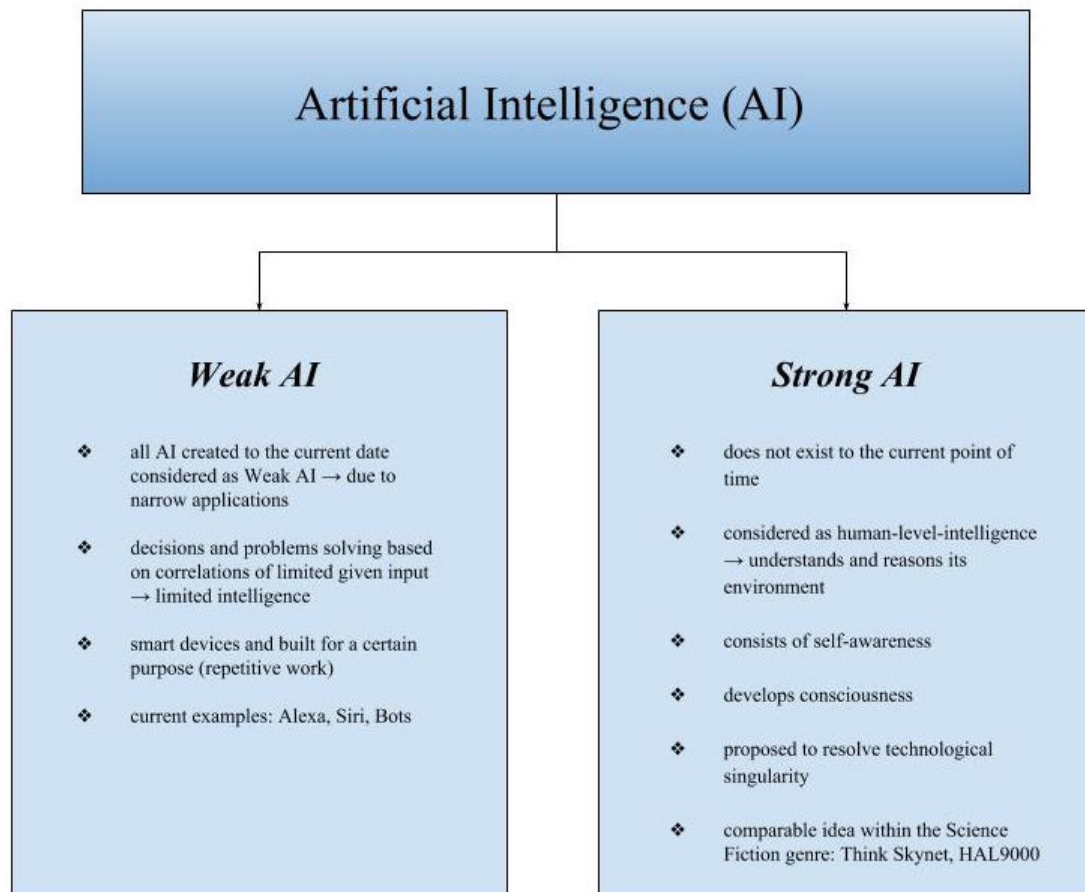 Artificial Intelligence (AI)
Weak AI
❖ all AI created to the current date
considered as Weak AI → due to
narrow applications
❖ decisions and problems solving based
on correlations of limited given input
→ limited intelligence
❖ smart devices and built for a certain
purpose (repetitive work)
❖ current examples: Alexa, Siri, Bots
Strong AI
❖ does not exist to the current point of
time
❖ considered as human-level-intelligence
→ understands and reasons its
environment
❖ consists of self-awareness
❖ develops consciousness
❖ proposed to resolve technological
singularity
❖ comparable idea within the Science
Fiction genre: Think Skynet, HAL9000